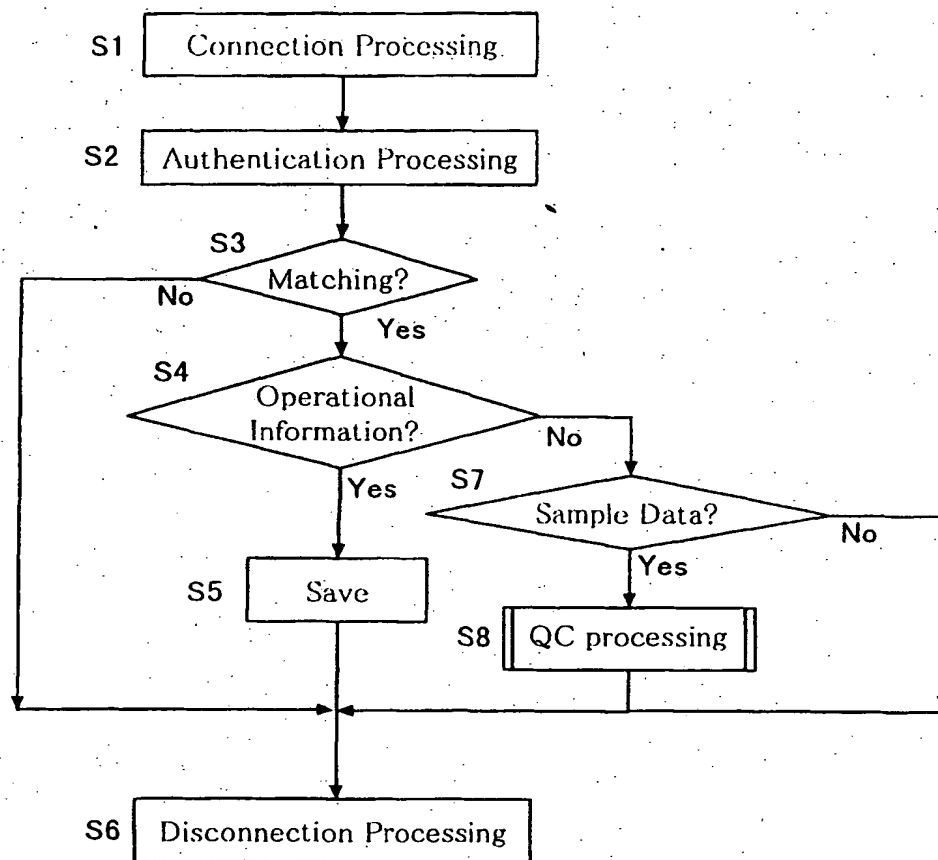 S1 Connection Processing
S2 Authentication Processing
S3
Matching?
No
Yes
S4
Operational
Information?
No
Yes
S7
Sample Data?
No
Yes
S5 Save
S8 QC processing
S6 Disconnection Processing